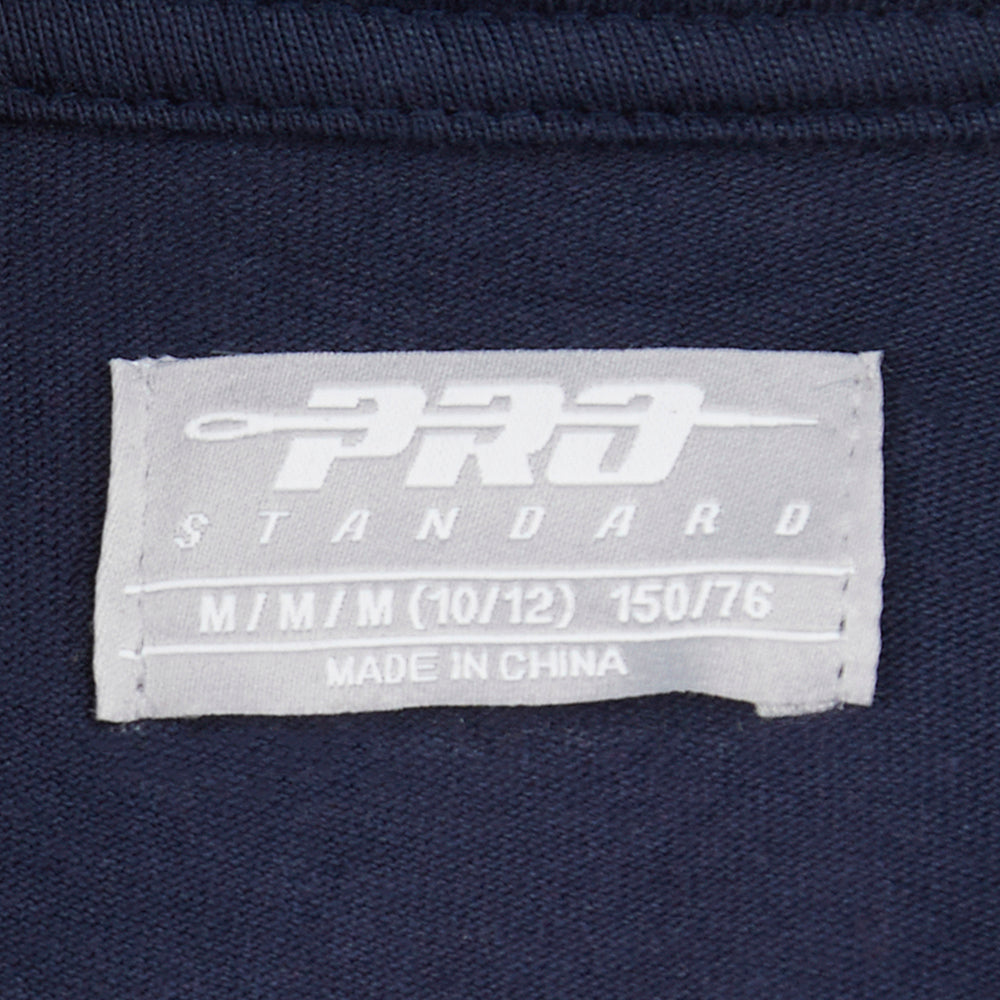 PRO
STANDARD
M/M/M (10/12) 150/76
MADE IN CHINA